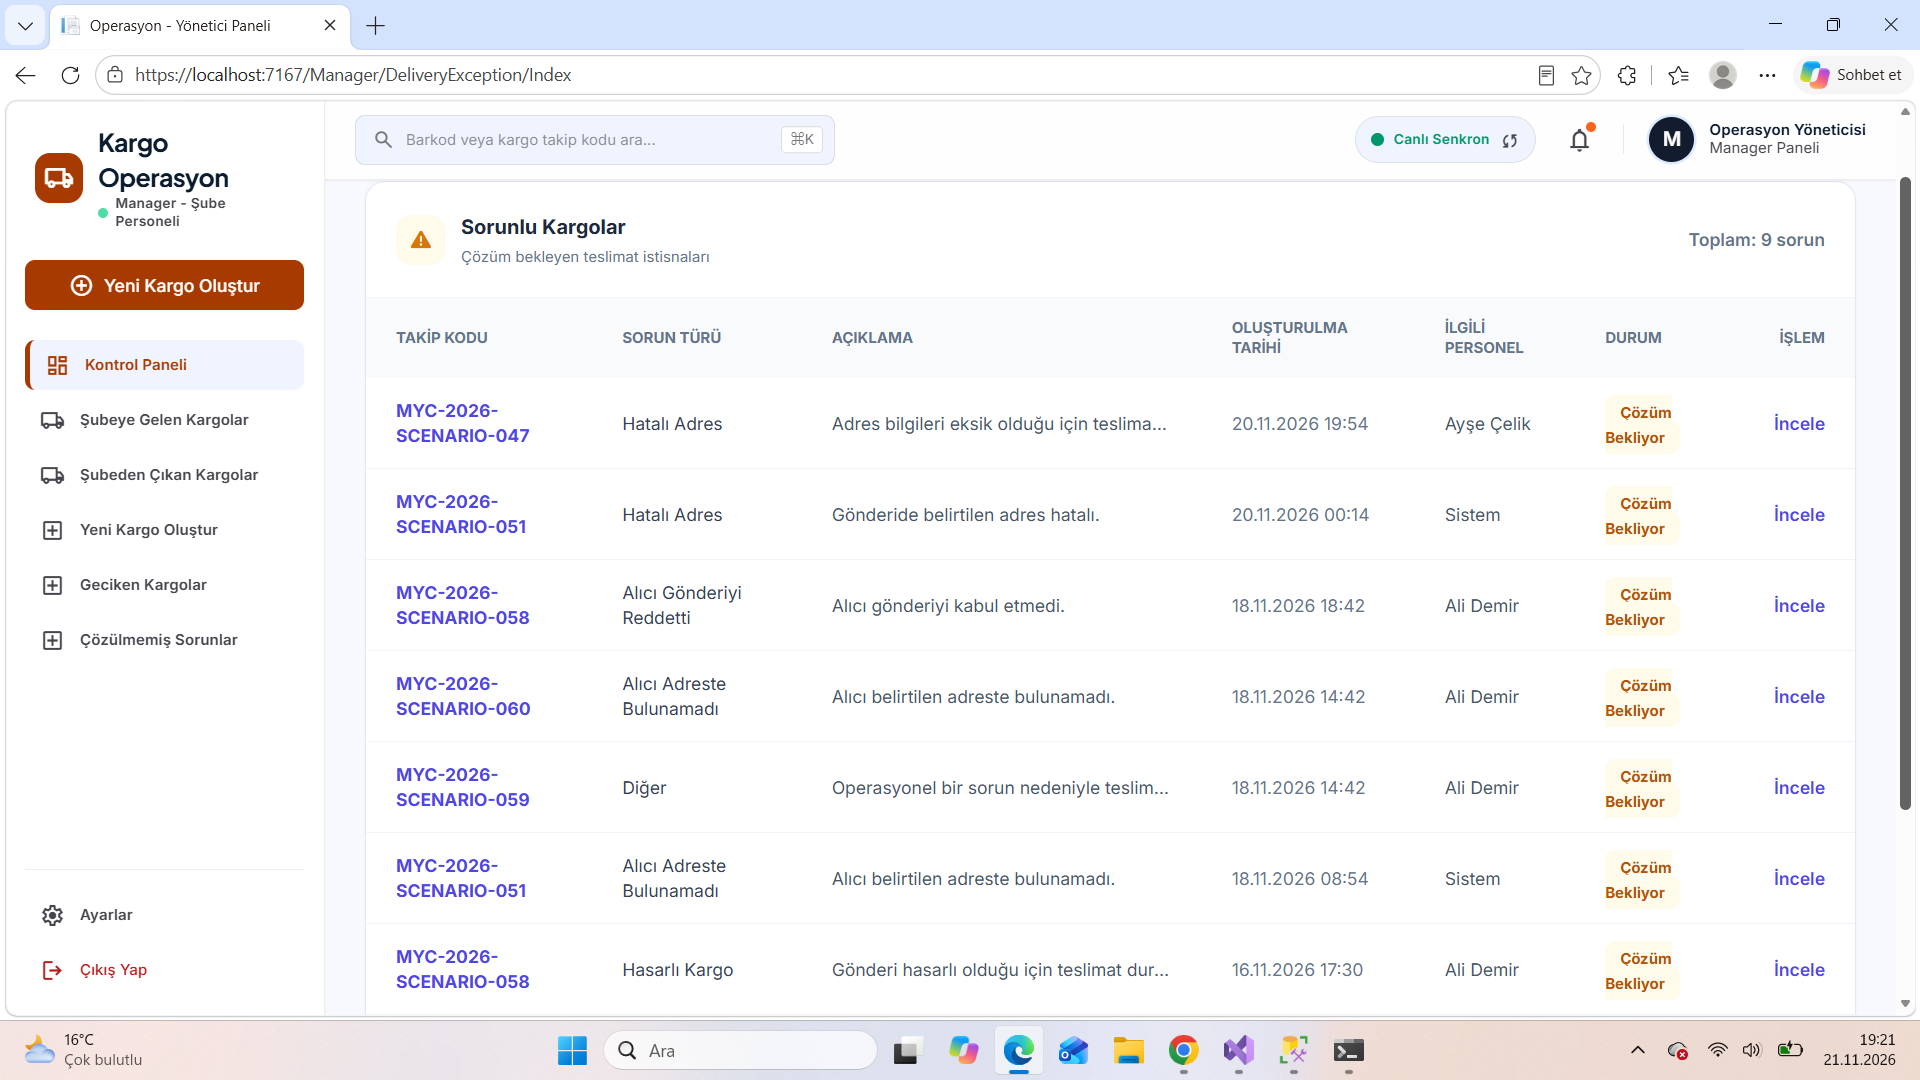 Operasyon - Yönetici Paneli
https://localhost:7167/Manager/DeliveryException/Index
Sohbet et
Kargo
Operasyon
Manager - Şube
Personeli
Yeni Kargo Oluştur
Kontrol Paneli
Şubeye Gelen Kargolar
Şubeden Çıkan Kargolar
Yeni Kargo Oluştur
Geciken Kargolar
Çözülmemiş Sorunlar
Ayarlar
Çıkış Yap
Barkod veya kargo takip kodu ara...
⌘K
Canlı Senkron
M
Operasyon Yöneticisi
Manager Paneli
Sorunlu Kargolar
Çözüm bekleyen teslimat istisnaları
Toplam: 9 sorun
TAKİP KODU
SORUN TÜRÜ
AÇIKLAMA
OLUŞTURULMA
TARİHİ
İLGİLİ
PERSONEL
DURUM
İŞLEM
MYC-2026-
SCENARIO-047
Hatalı Adres
Adres bilgileri eksik olduğu için teslima...
20.11.2026 19:54
Ayşe Çelik
Çözüm
Bekliyor
İncele
MYC-2026-
SCENARIO-051
Hatalı Adres
Gönderide belirtilen adres hatalı.
20.11.2026 00:14
Sistem
Çözüm
Bekliyor
İncele
MYC-2026-
SCENARIO-058
Alıcı Gönderiyi
Reddetti
Alıcı gönderiyi kabul etmedi.
18.11.2026 18:42
Ali Demir
Çözüm
Bekliyor
İncele
MYC-2026-
SCENARIO-060
Alıcı Adreste
Bulunamadı
Alıcı belirtilen adreste bulunamadı.
18.11.2026 14:42
Ali Demir
Çözüm
Bekliyor
İncele
MYC-2026-
SCENARIO-059
Diğer
Operasyonel bir sorun nedeniyle teslim...
18.11.2026 14:42
Ali Demir
Çözüm
Bekliyor
İncele
MYC-2026-
SCENARIO-051
Alıcı Adreste
Bulunamadı
Alıcı belirtilen adreste bulunamadı.
18.11.2026 08:54
Sistem
Çözüm
Bekliyor
İncele
MYC-2026-
SCENARIO-058
Hasarlı Kargo
Gönderi hasarlı olduğu için teslimat dur...
16.11.2026 17:30
Ali Demir
Çözüm
Bekliyor
İncele
16°C
Çok bulutlu
Ara
19:21
21.11.2026